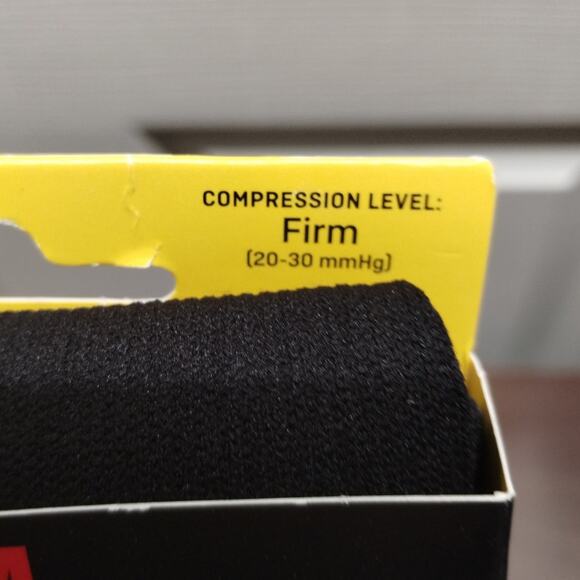 COMPRESSION LEVEL:
Firm
(20-30 mmHg)